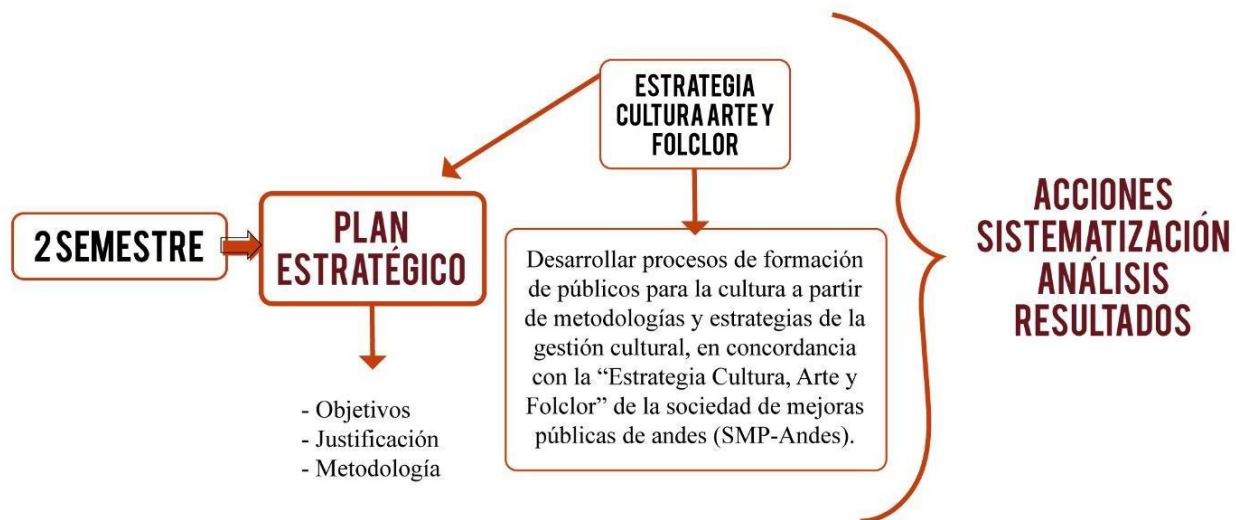 ESTRATEGIA
CULTURA ARTE Y
FOLCLOR
2 SEMESTRE
PLAN
ESTRATÉGICO
- Objetivos
- Justificación
- Metodología
Desarrollar procesos de formación
de públicos para la cultura a partir
de metodologías y estrategias de la
gestión cultural, en concordancia
con la “Estrategia Cultura, Arte y
Folclor” de la sociedad de mejoras
públicas de andes (SMP-Andes).
ACCIONES
SISTEMATIZACIÓN
ANÁLISIS
RESULTADOS